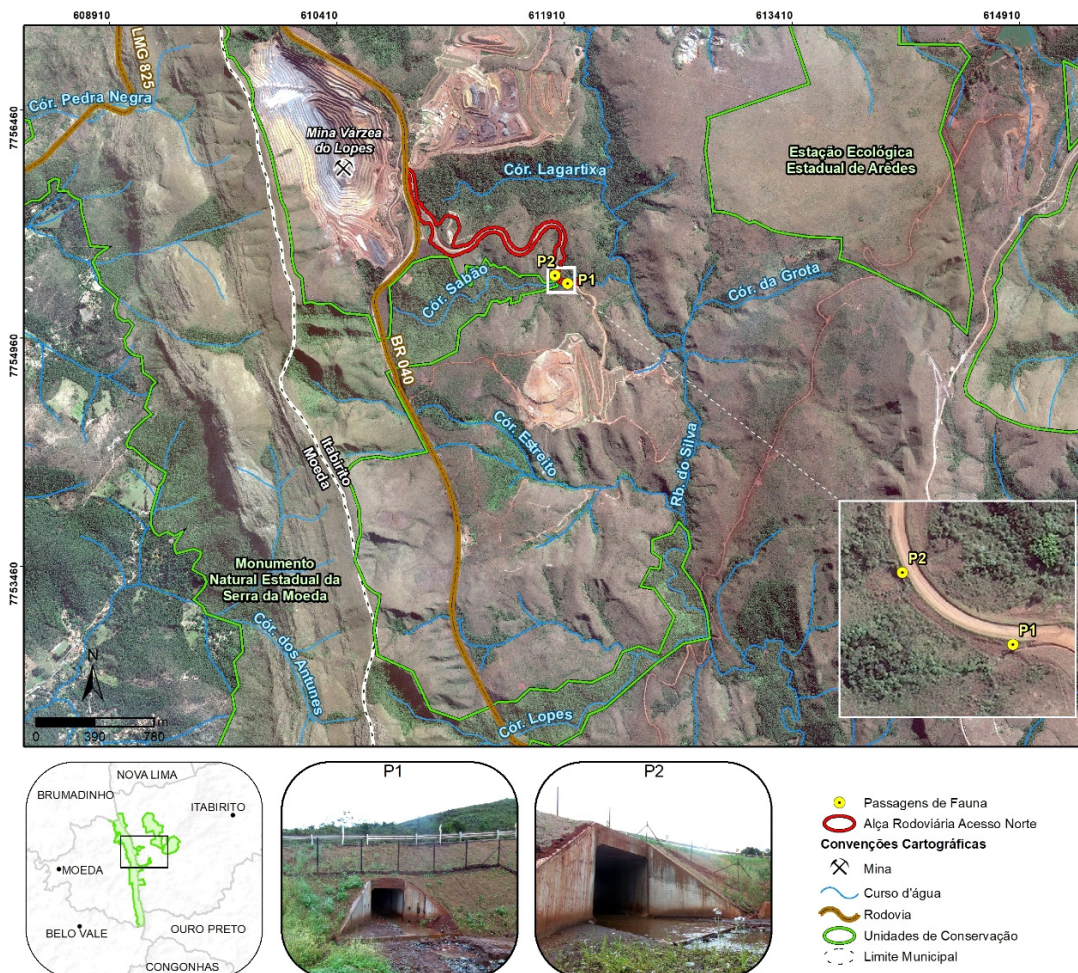 608910
610410
611910
613410
614910
7756460
7754960
7753460
LMG 825
Cór. Pedra Negra
Mina Várzea
do Lopes
Cór. Lagartixa
Estação Ecológica
Estadual de Arêdes
P2
P1
Cór. Sabão
Cór. da Grota
BR 040
Itabirito
Moeda
Cór. Estreito
Rb. do Silva
Monumento
Natural Estadual da
Serra da Moeda
Cór. dos Antunes
Cór. Lopes
P2
P1
N
m
0
390
780
NOVA LIMA
BRUMADINHO
ITABIRITO
MOEDA
BELO VALE
OURO PRETO
CONGONHAS
P1
P2
Passagens de Fauna
Alça Rodoviária Acesso Norte
Convenções Cartográficas
Mina
Curso d'água
Rodovia
Unidades de Conservação
Limite Municipal